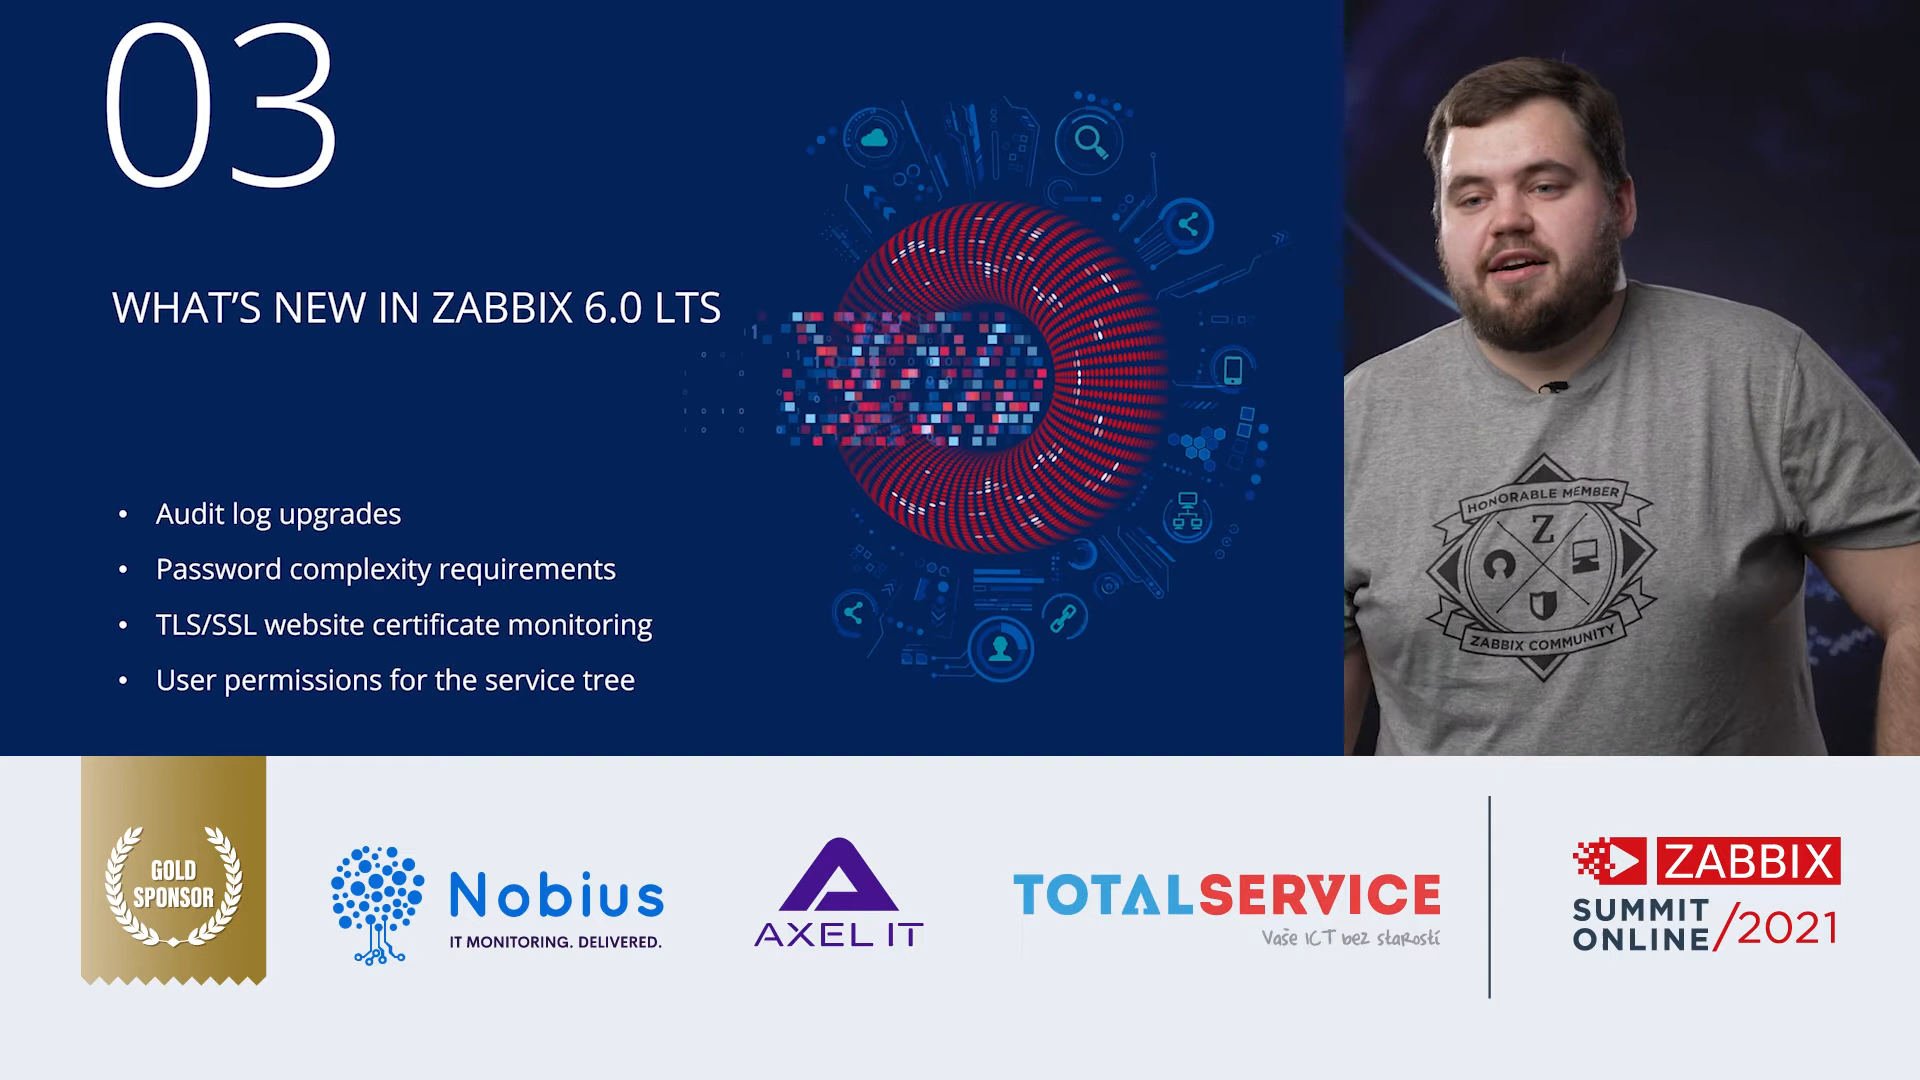 03
WHAT'S NEW IN ZABBIX 6.0 LTS
• Audit log upgrades
• Password complexity requirements
• TLS/SSL website certificate monitoring
• User permissions for the service tree
HONORABLE MEMBER
Z
ZABBIX COMMUNITY
GOLD
SPONSOR
Nobius
IT MONITORING. DELIVERED.
AXEL IT
TOTALSERVICE
Vaše ICT bez starostí
ZABBIX
SUMMIT
ONLINE /2021